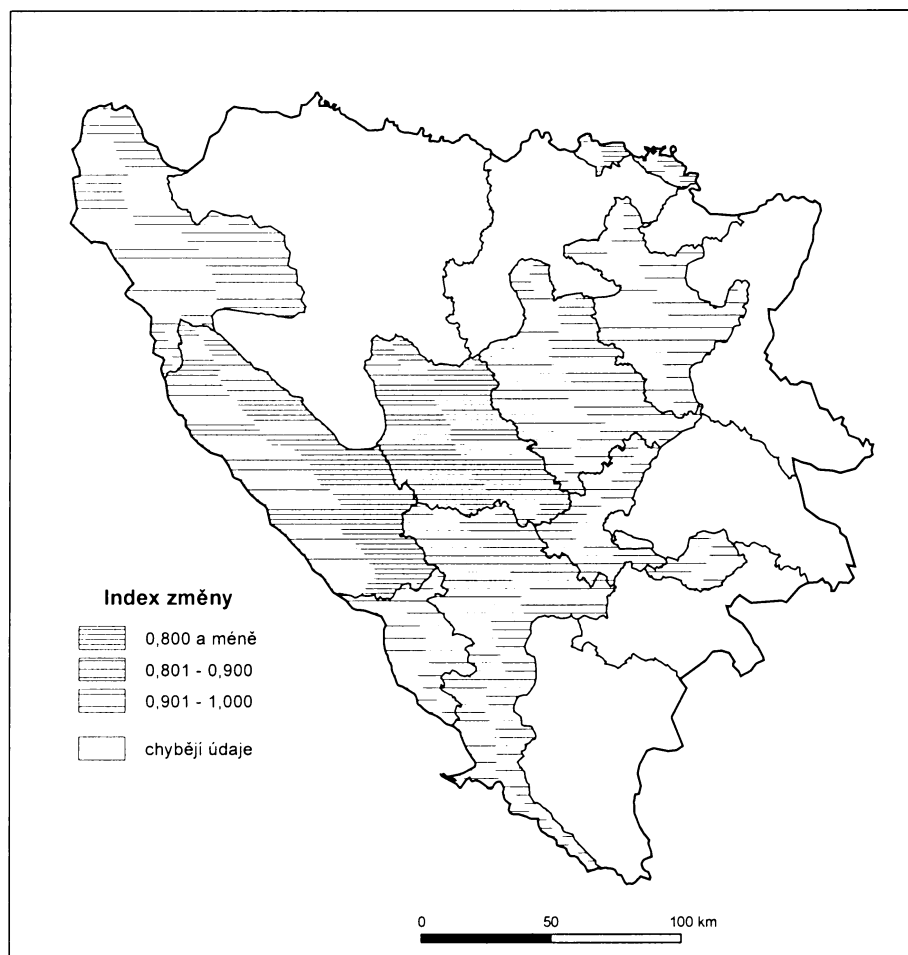 Index změny
0,800 a méně
0,801 - 0,900
0,901 - 1,000
chybějí údaje
0 50 100 km